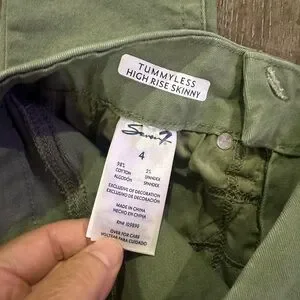 TUMMYLESS
HIGH RISE SKINNY
Seven7
4
98% 2%
COTTON SPANDEX
ALGODÓN SPANDEX
EXCLUSIVE OF DECORATION
EXCLUSIVO DE DECORACIÓN
MADE IN CHINA
HECHO EN CHINA
OVER FOR CARE
VOLTEAR PARA CUIDADO